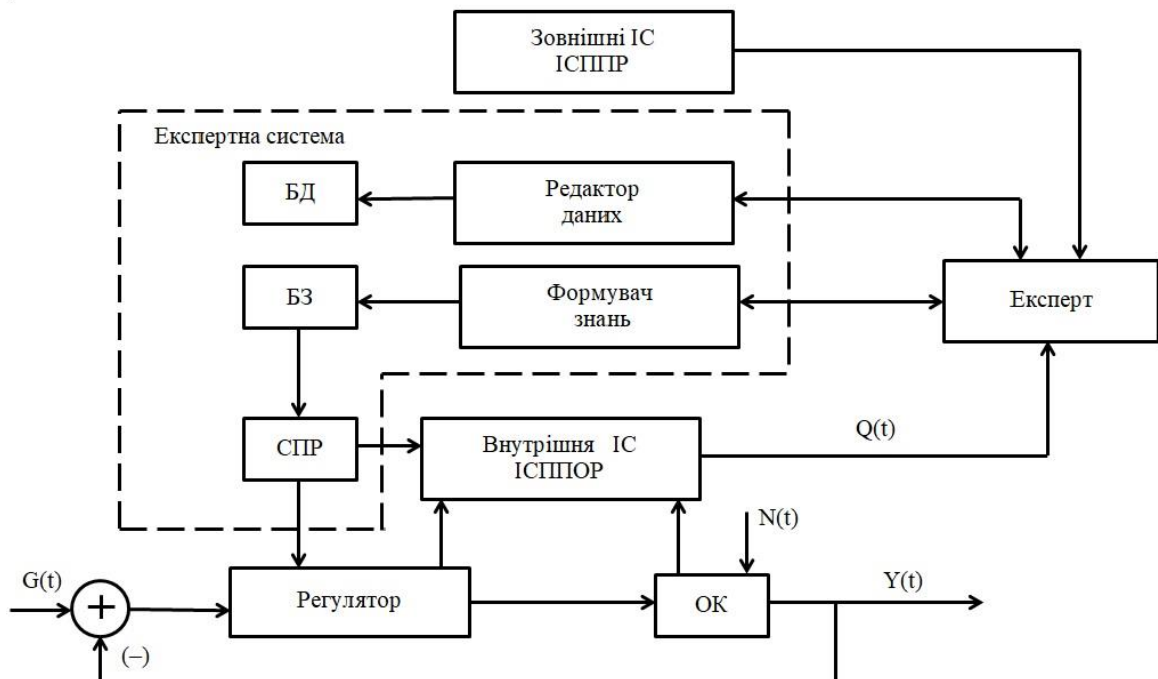 Зовнішні ІС
ІСППР
Експертна система
БД
Редактор
даних
БЗ
Формувач
знань
Експерт
СПР
Внутрішня ІС
ІСППОР
Q(t)
N(t)
G(t)
+
Регулятор
ОК
Y(t)
(–)